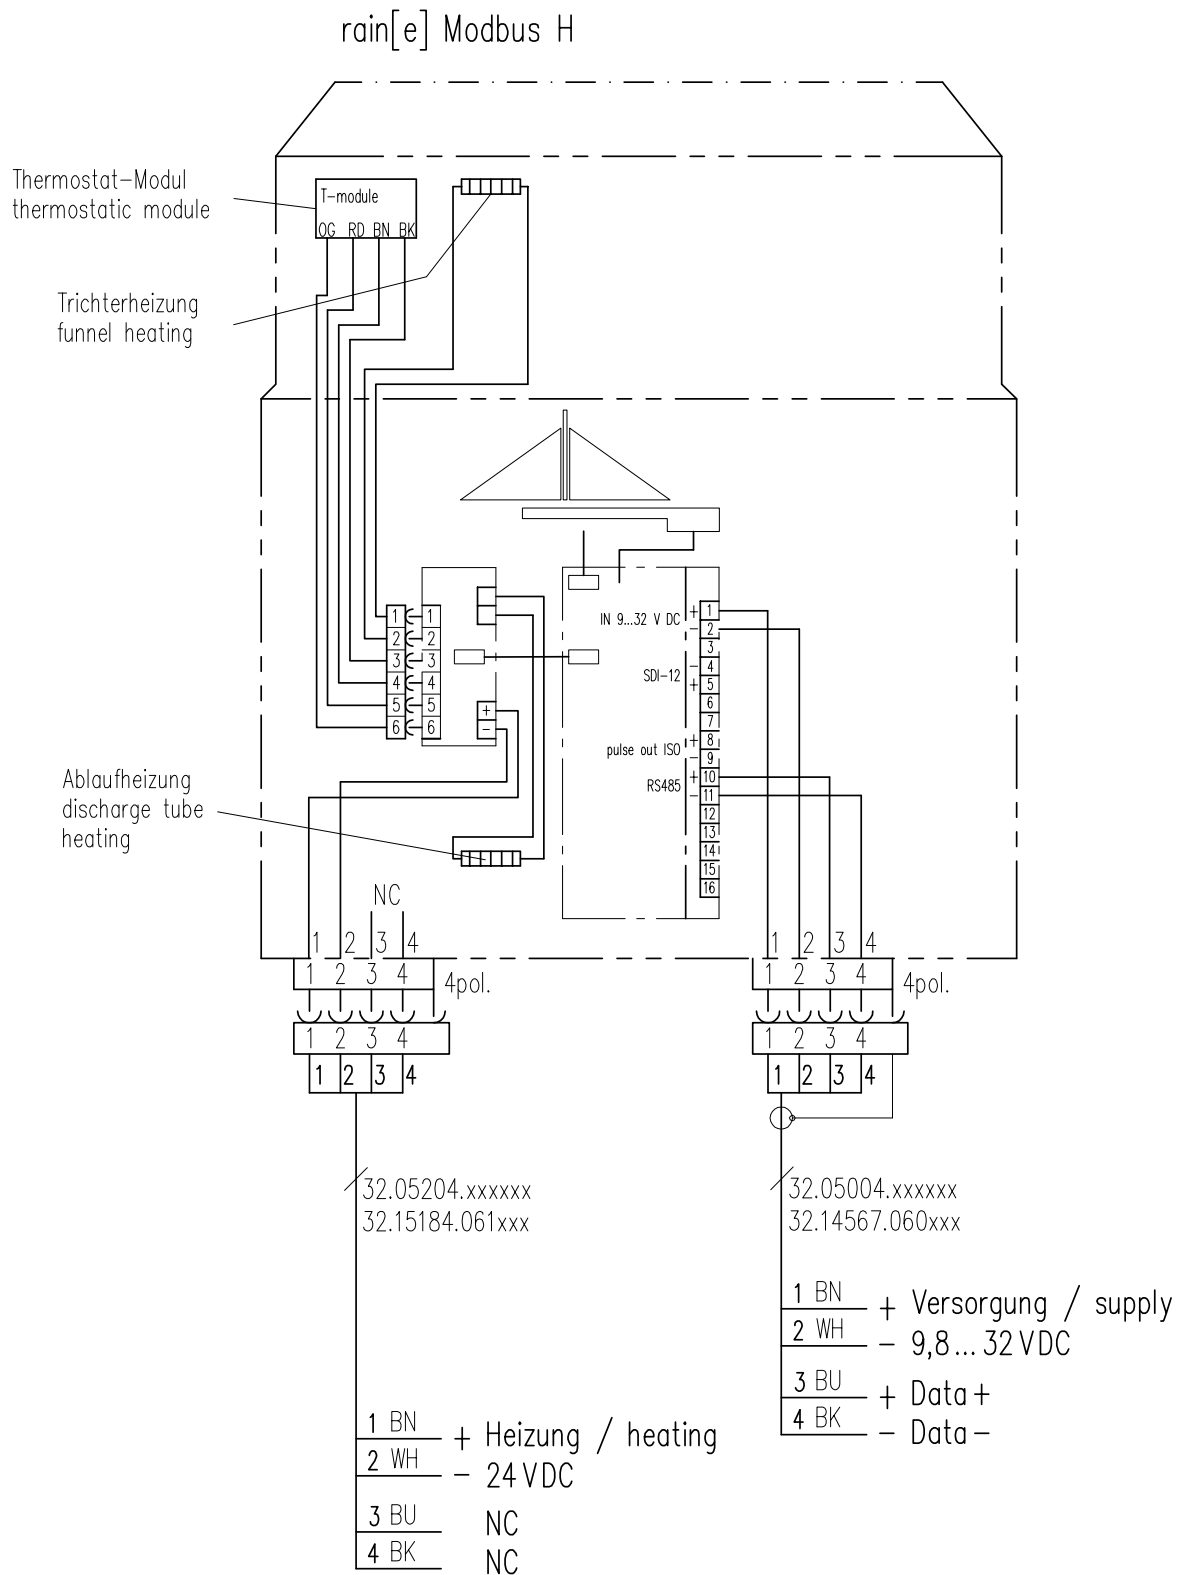 rain[e] Modbus H
Thermostat-Modul
thermostatic module
T-module
OG RD BN BK
Trichterheizung
funnel heating
1 1
2 2
3 3
4 4
5 5
6 6
+
-
IN 9...32 V DC
+ 1
- 2
3
SDI-12
- 4
+ 5
6
7
pulse out ISO
+ 8
- 9
RS485
+ 10
- 11
12
13
14
15
16
Ablaufheizung
discharge tube
heating
NC
1 2 3 4
1 2 3 4
4pol.
1 2 3 4
1 2 3 4
1 2 3 4
1 2 3 4
4pol.
1 2 3 4
1 2 3 4
32.05204.xxxxxx
32.15184.061xxx
32.05004.xxxxxx
32.14567.060xxx
1 BN + Versorgung / supply
2 WH - 9,8... 32 VDC
3 BU + Data+
4 BK - Data-
1 BN + Heizung / heating
2 WH - 24 VDC
3 BU NC
4 BK NC